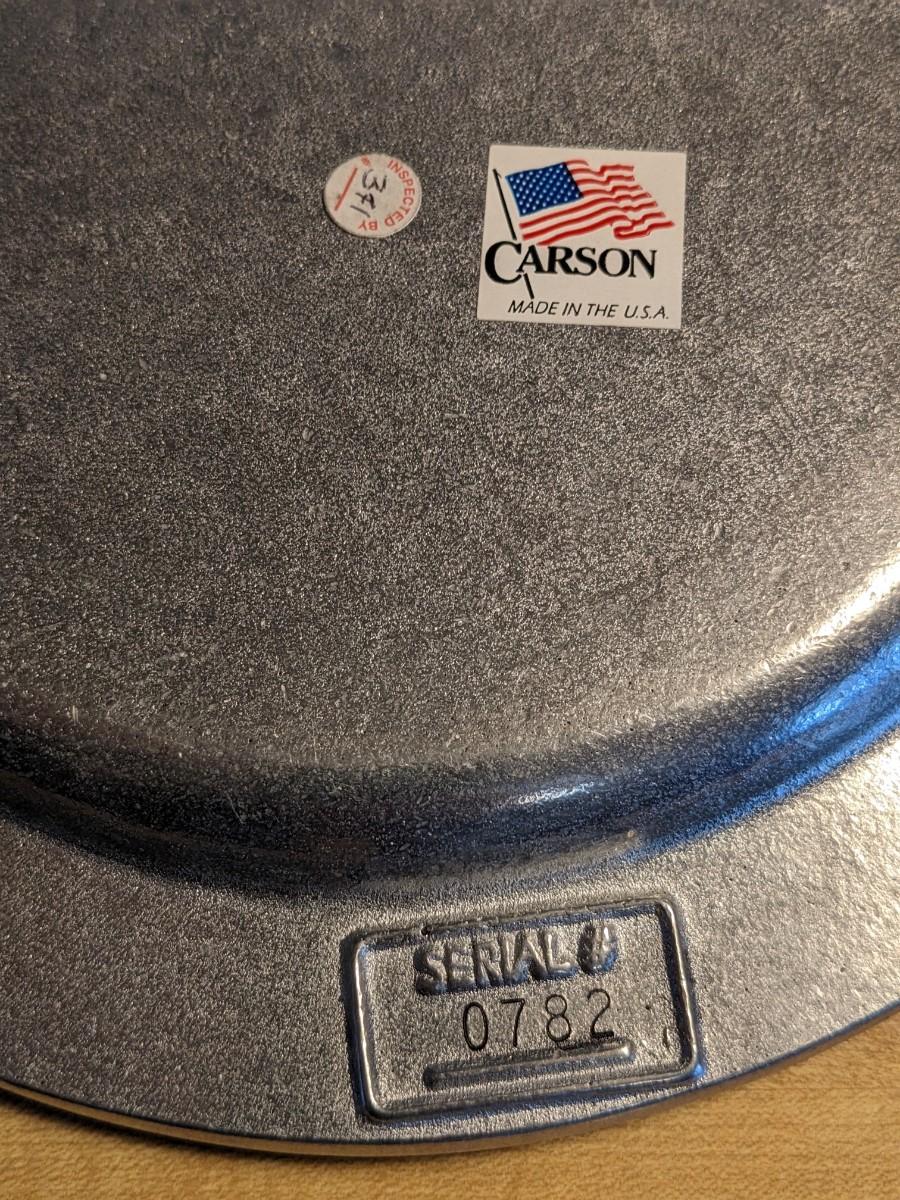 INSPECTED BY
CARSON
MADE IN THE U.S.A.
SERIAL #
0782